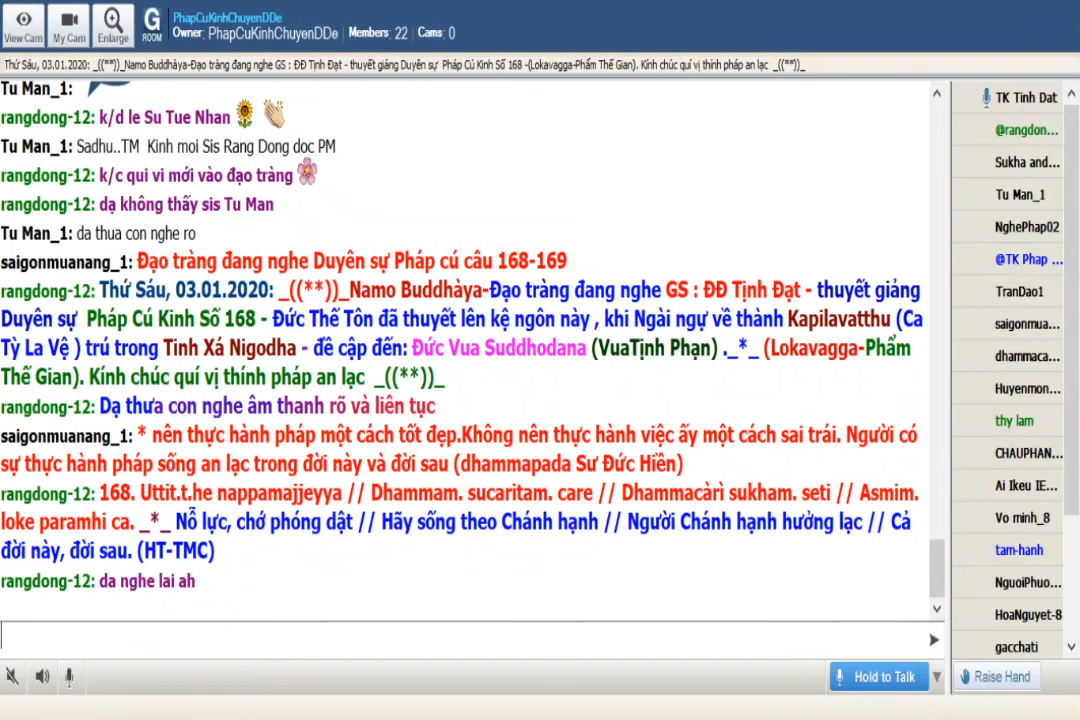 PhapCuKinhChuyenDDe
Owner: PhapCuKinhChuyenDDe Members: 22 Cams: 0
View Cam My Cam Enlarge G ROOM
Thứ Sáu, 03.01.2020: _((**))_Namo Buddhàya-Đạo tràng đang nghe GS : ĐĐ Tịnh Đạt - thuyết giảng Duyên sự Pháp Cú Kinh Số 168 -(Lokavagga-Phẩm Thế Gian). Kính chúc quí vị thính pháp an lạc _((**))_
Tu Man_1:
rangdong-12: k/d le Su Tue Nhan
Tu Man_1: Sadhu..TM Kinh moi Sis Rang Dong doc PM
rangdong-12: k/c qui vi mới vào đạo tràng
rangdong-12: dạ không thấy sis Tu Man
Tu Man_1: da thua con nghe ro
saigonmuanang_1: Đạo tràng đang nghe Duyên sự Pháp cú câu 168-169
rangdong-12: Thứ Sáu, 03.01.2020: _((**))_Namo Buddhàya-Đạo tràng đang nghe GS : ĐĐ Tịnh Đạt - thuyết giảng
Duyên sự Pháp Cú Kinh Số 168 - Đức Thế Tôn đã thuyết lên kệ ngôn này , khi Ngài ngự về thành Kapilavatthu (Ca
Tỳ La Vệ ) trú trong Tinh Xá Nigodha - đề cập đến: Đức Vua Suddhodana (VuaTịnh Phạn) ._*_ (Lokavagga-Phẩm
Thế Gian). Kính chúc quí vị thính pháp an lạc _((**))_
rangdong-12: Dạ thưa con nghe âm thanh rõ và liên tục
saigonmuanang_1: * nên thực hành pháp một cách tốt đẹp.Không nên thực hành việc ấy một cách sai trái. Người có
sự thực hành pháp sống an lạc trong đời này và đời sau (dhammapada Sư Đức Hiền)
rangdong-12: 168. Uttit.t.he nappamajjeyya // Dhammam. sucaritam. care // Dhammacàrì sukham. seti // Asmim.
loke paramhi ca. _*_ Nỗ lực, chớ phóng dật // Hãy sống theo Chánh hạnh // Người Chánh hạnh hưởng lạc // Cả
đời này, đời sau. (HT-TMC)
rangdong-12: da nghe lai ah
TK Tinh Dat
@rangdon...
Sukha and...
Tu Man_1
NghePhap02
@TK Phap ...
TranDao1
saigonmua...
dhammaca...
Huyenmon...
thy lam
CHAUPHAN...
Ai Ikeu IE...
Vo minh_8
tam-hanh
NguoiPhuo...
HoaNguyet-8
gacchati
Hold to Talk
Raise Hand